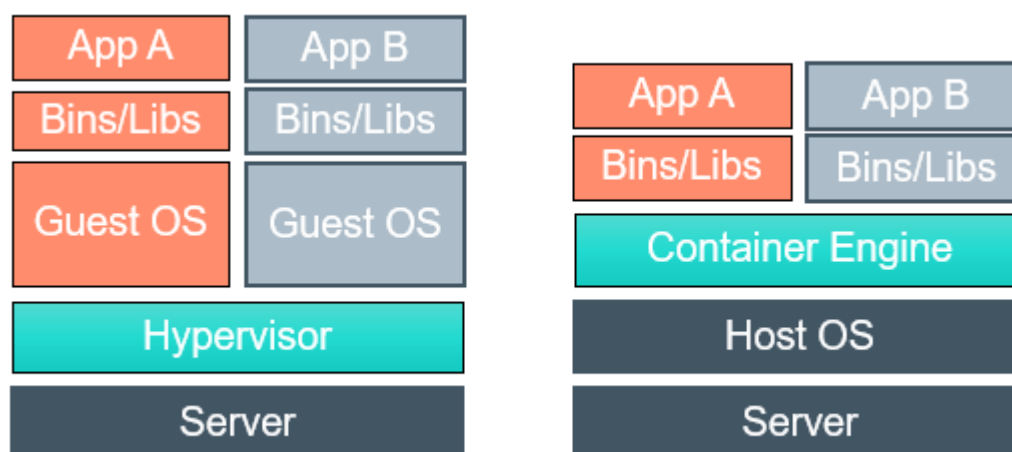 App A
App B
Bins/Libs
Bins/Libs
Guest OS
Guest OS
Hypervisor
Server
App A
App B
Bins/Libs
Bins/Libs
Container Engine
Host OS
Server